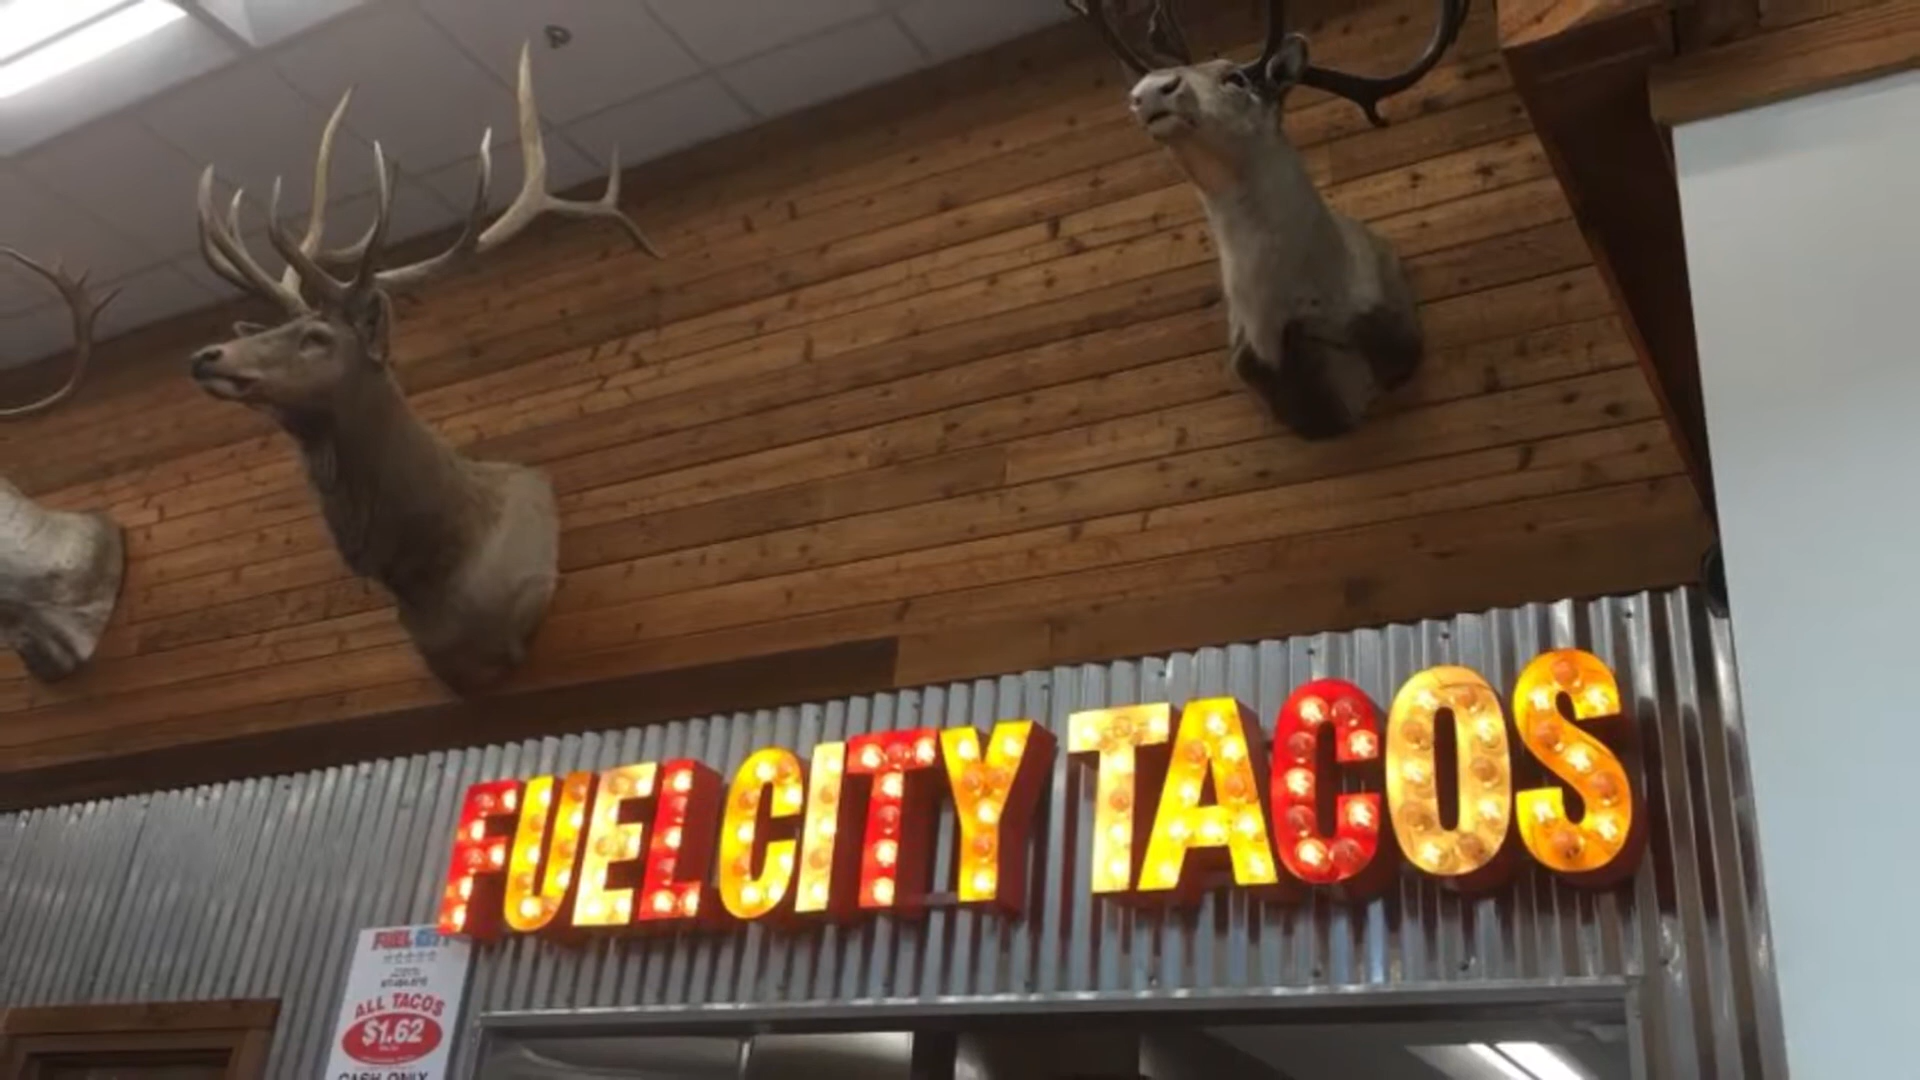 FUEL CITY TACOS
FUEL CITY
ALL TACOS
$1.62
CASH ONLY